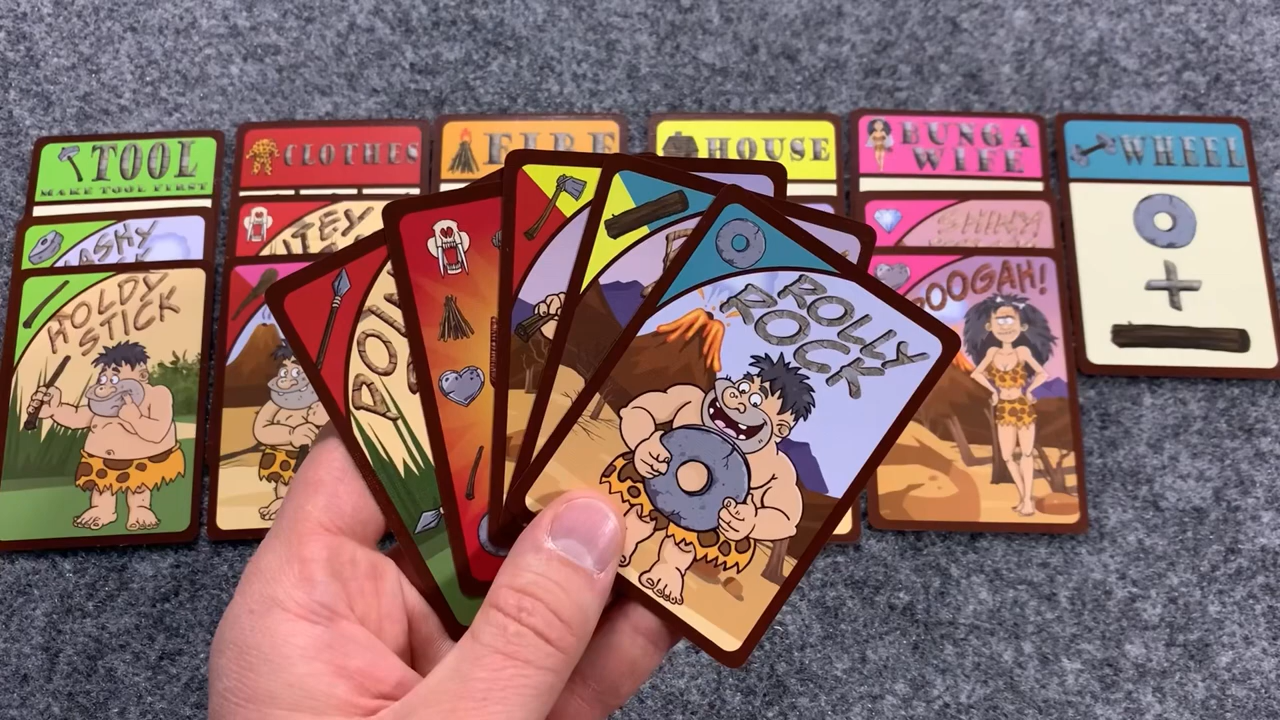 TOOL
MAKE TOOL FIRST
CLOTHES
FIRE
HOUSE
BUNGA
WIFE
WHEEL
HOLDY
STICK
OOGAH!
ROLLY
ROCK